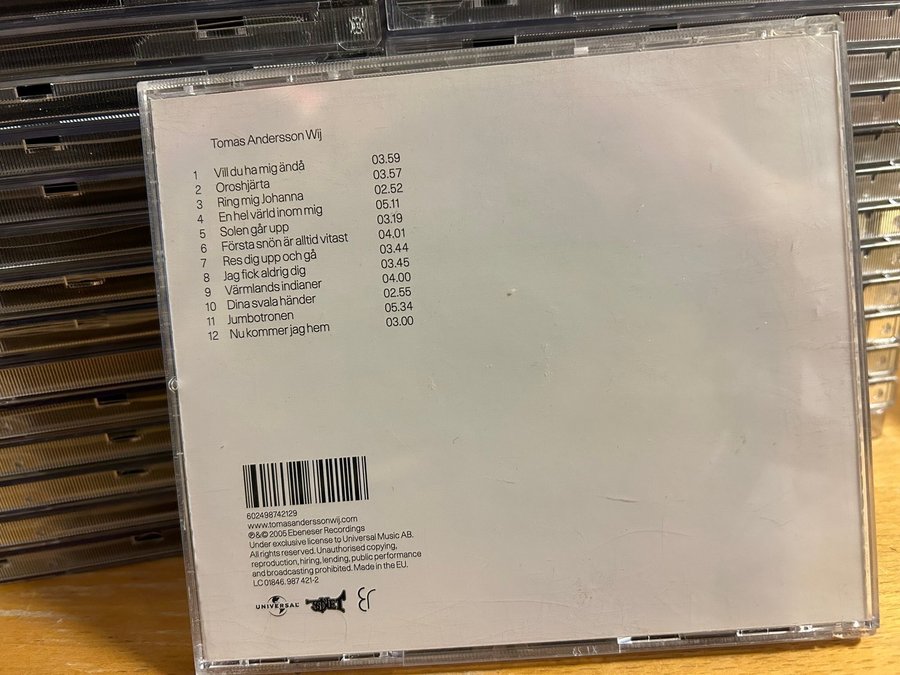 Tomas Andersson Wij
1 Vill du ha mig ändå 03.59
2 Oroshjärta 03.57
3 Ring mig Johanna 02.52
4 En hel värld inom mig 05.11
5 Solen går upp 03.19
6 Första snön är alltid vitast 04.01
7 Res dig upp och gå 03.44
8 Jag fick aldrig dig 03.45
9 Värmlands indianer 04.00
10 Dina svala händer 02.55
11 Jumbotronen 05.34
12 Nu kommer jag hem 03.00
602498742129
www.tomasanderssonwij.com
℗&© 2005 Ebeneser Recordings
Under exclusive license to Universal Music AB.
All rights reserved. Unauthorised copying,
reproduction, hiring, lending, public performance
and broadcasting prohibited. Made in the EU.
LC 01846. 987 421-2
UNIVERSAL